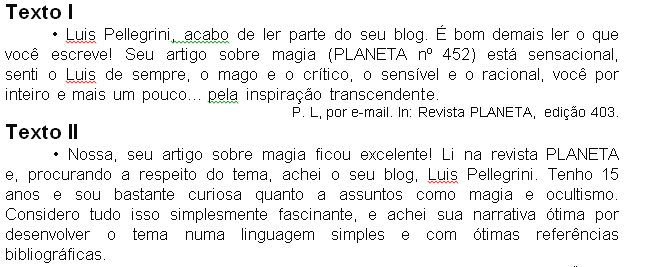 Texto I
• Luis Pellegrini, acabo de ler parte do seu blog. É bom demais ler o que
você escreve! Seu artigo sobre magia (PLANETA nº 452) está sensacional,
senti o Luis de sempre, o mago e o crítico, o sensível e o racional, você por
inteiro e mais um pouco... pela inspiração transcendente.
P. L, por e-mail. In: Revista PLANETA, edição 403.
Texto II
• Nossa, seu artigo sobre magia ficou excelente! Li na revista PLANETA
e, procurando a respeito do tema, achei o seu blog, Luis Pellegrini. Tenho 15
anos e sou bastante curiosa quanto a assuntos como magia e ocultismo.
Considero tudo isso simplesmente fascinante, e achei sua narrativa ótima por
desenvolver o tema numa linguagem simples e com ótimas referências
bibliográficas.